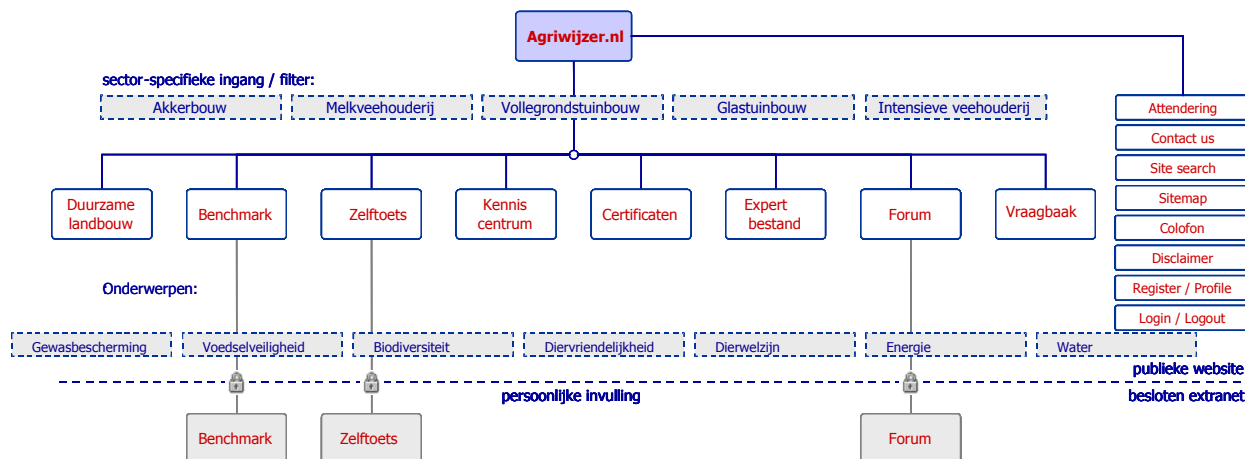 Agriwijzer.nl
sector-specifieke ingang / filter:
Akkerbouw
Melkveehouderij
Vollegrondstuinbouw
Glastuinbouw
Intensieve veehouderij
Attendering
Contact us
Site search
Sitemap
Colofon
Disclaimer
Register / Profile
Login / Logout
Duurzame
landbouw
Benchmark
Zelftoets
Kennis
centrum
Certificaten
Expert
bestand
Forum
Vraagbaak
Onderwerpen:
Gewasbescherming
Voedselveiligheid
Biodiversiteit
Diervriendelijkheid
Dierwelzijn
Energie
Water
publieke website
persoonlijke invulling
besloten extranet
Benchmark
Zelftoets
Forum